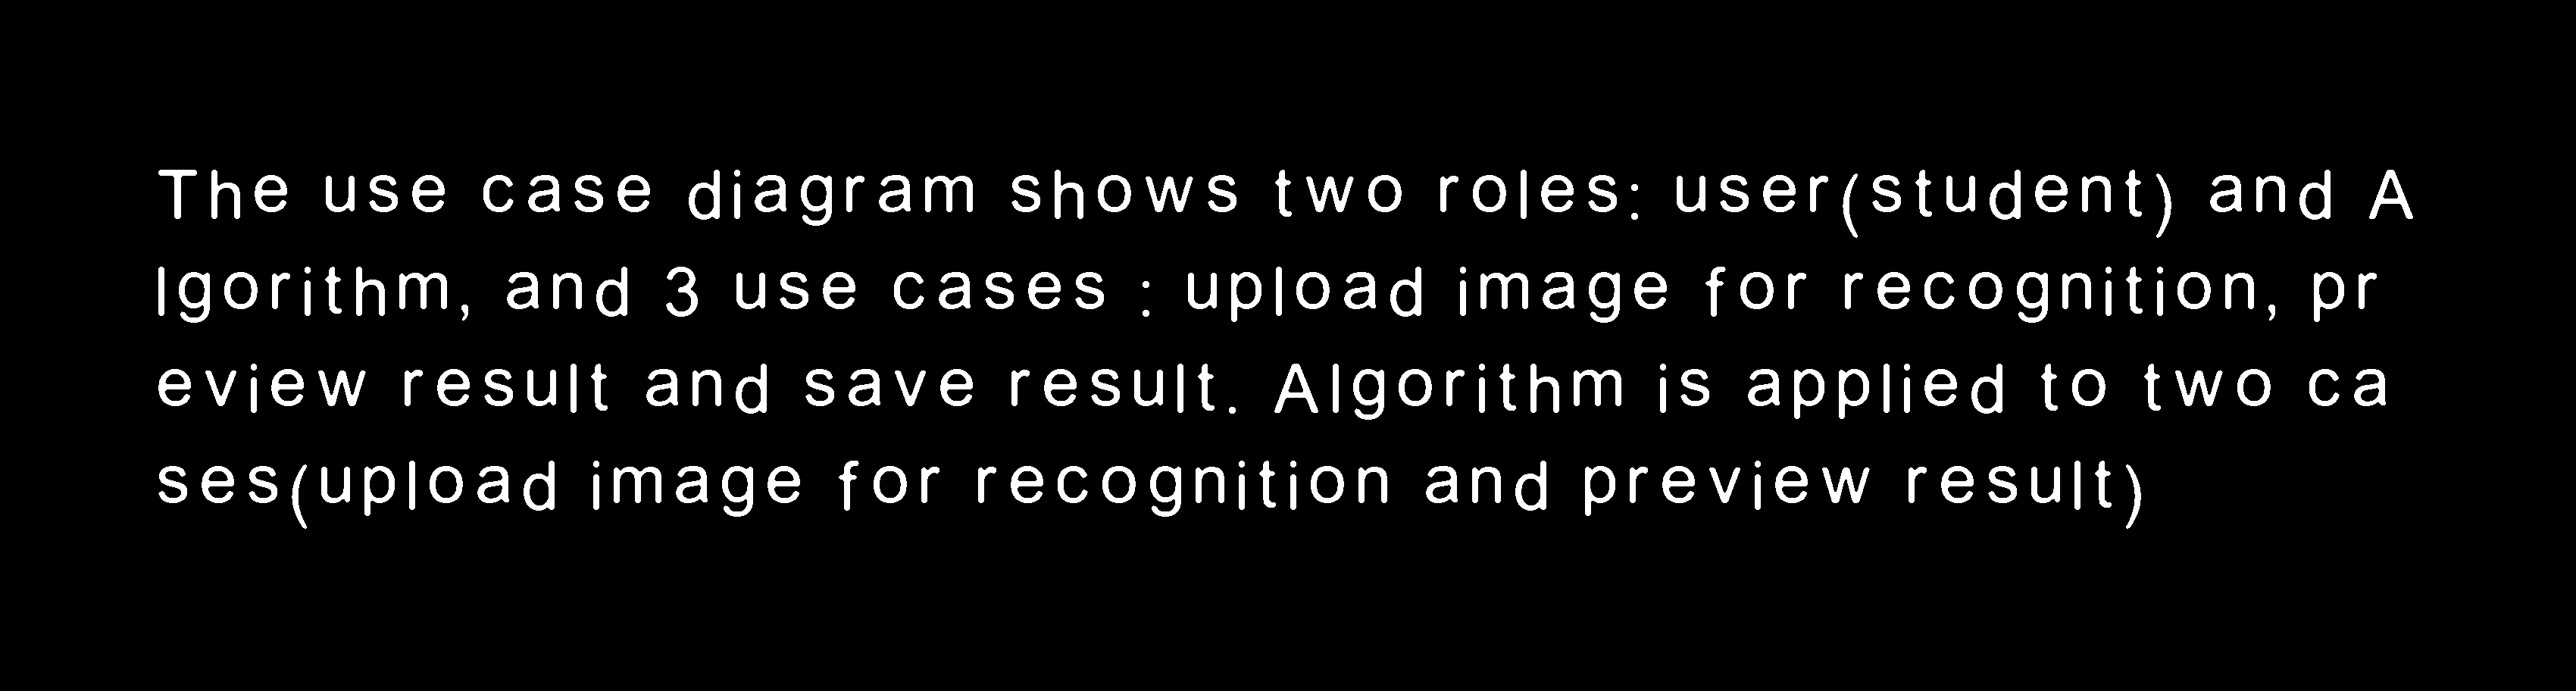 The use case diagram shows two roles: user(student) and A
lgorithm, and 3 use cases : upload image for recognition, pr
eview result and save result. Algorithm is applied to two ca
ses(upload image for recognition and preview result)